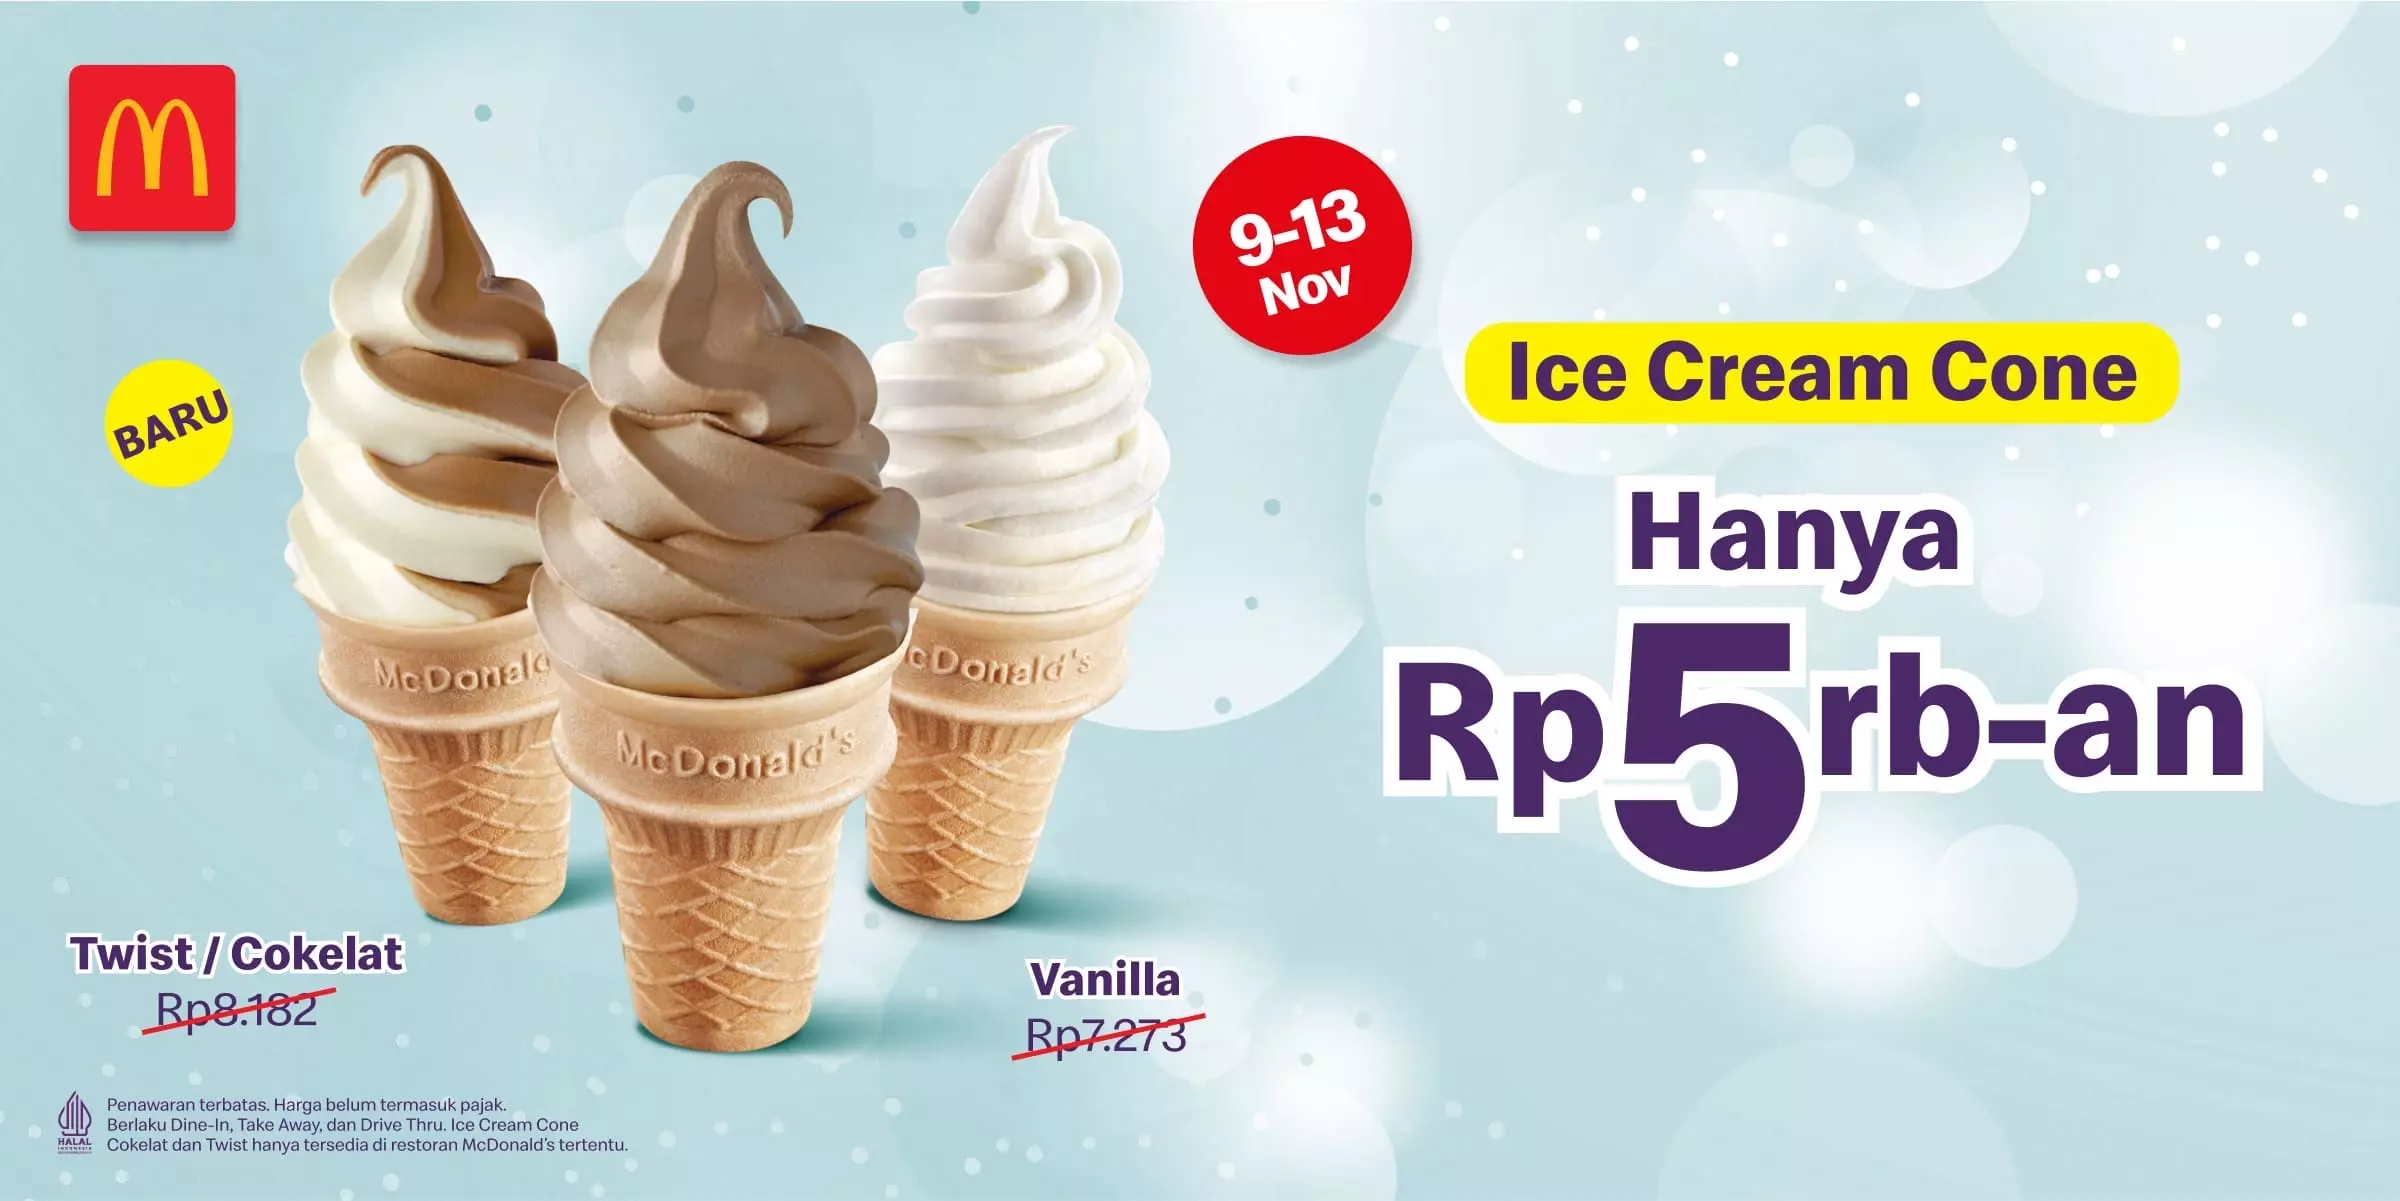 BARU
9-13
Nov
Ice Cream Cone
Hanya
Rp5rb-an
McDonald
McDonald's
cDonald's
Twist / Cokelat
Rp8.182
Vanilla
Rp7.273
Penawaran terbatas. Harga belum termasuk pajak.
Berlaku Dine-In, Take Away, dan Drive Thru. Ice Cream Cone
Cokelat dan Twist hanya tersedia di restoran McDonald's tertentu.
HALAL
INDONESIA